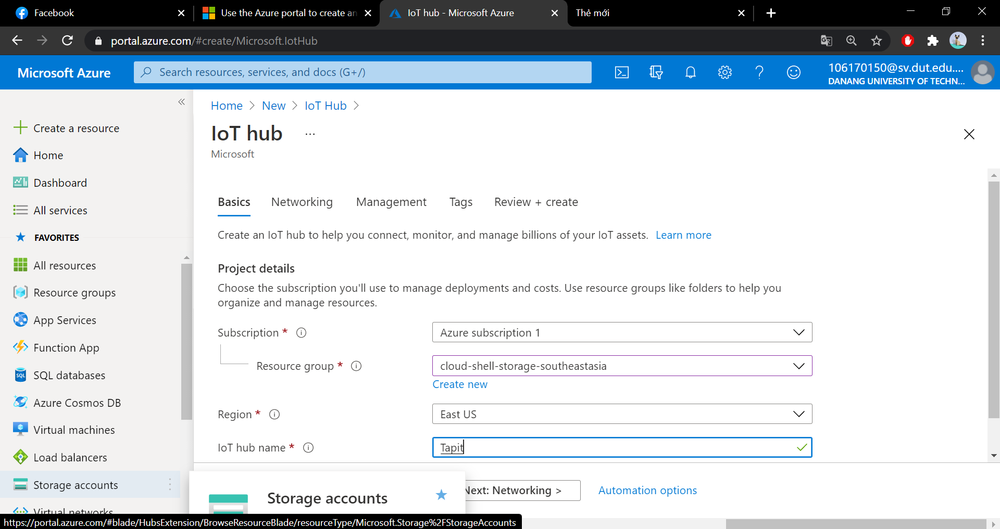 Facebook
Use the Azure portal to create an
IoT hub - Microsoft Azure
Thẻ mới
portal.azure.com/#create/Microsoft.IotHub
Microsoft Azure
Search resources, services, and docs (G+/)
106170150@sv.dut.edu....
DANANG UNIVERSITY OF TECHN...
Create a resource
Home
Dashboard
All services
FAVORITES
All resources
Resource groups
App Services
Function App
SQL databases
Azure Cosmos DB
Virtual machines
Load balancers
Storage accounts
Virtual networks
Home > New > IoT Hub >
IoT hub ...
Microsoft
Basics Networking Management Tags Review + create
Create an IoT hub to help you connect, monitor, and manage billions of your IoT assets. Learn more
Project details
Choose the subscription you'll use to manage deployments and costs. Use resource groups like folders to help you
organize and manage resources.
Subscription *
Azure subscription 1
Resource group *
cloud-shell-storage-southeastasia
Create new
Region *
East US
IoT hub name *
Tapit
Storage accounts
Next: Networking >
Automation options
https://portal.azure.com/#blade/HubsExtension/BrowseResourceBlade/resourceType/Microsoft.Storage%2FStorageAccounts